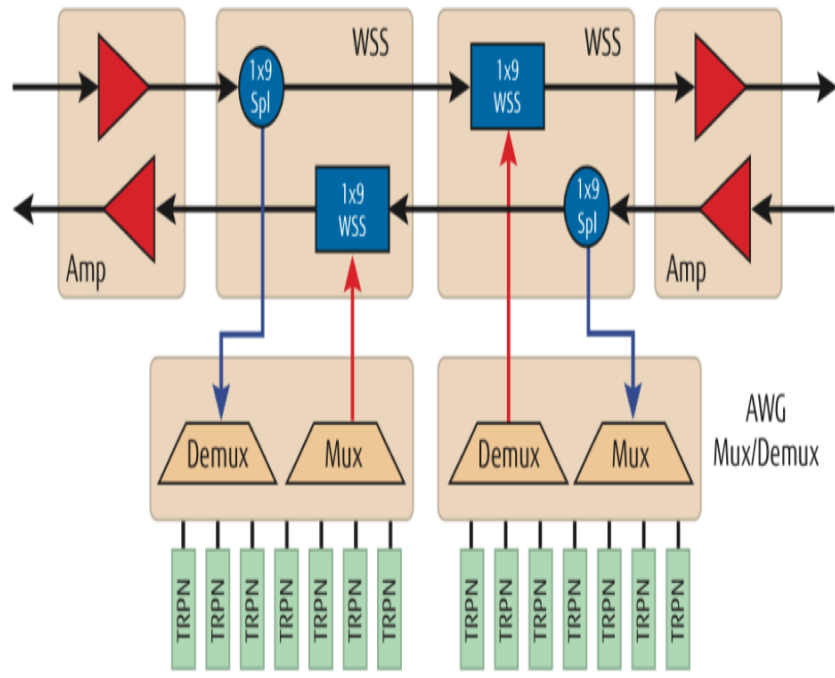 WSS
WSS
1x9
Spl
1x9
WSS
1x9
WSS
1x9
Spl
Amp
Amp
Demux
Mux
Demux
Mux
AWG
Mux/Demux
TRPN
TRPN
TRPN
TRPN
TRPN
TRPN
TRPN
TRPN
TRPN
TRPN
TRPN
TRPN
TRPN
TRPN